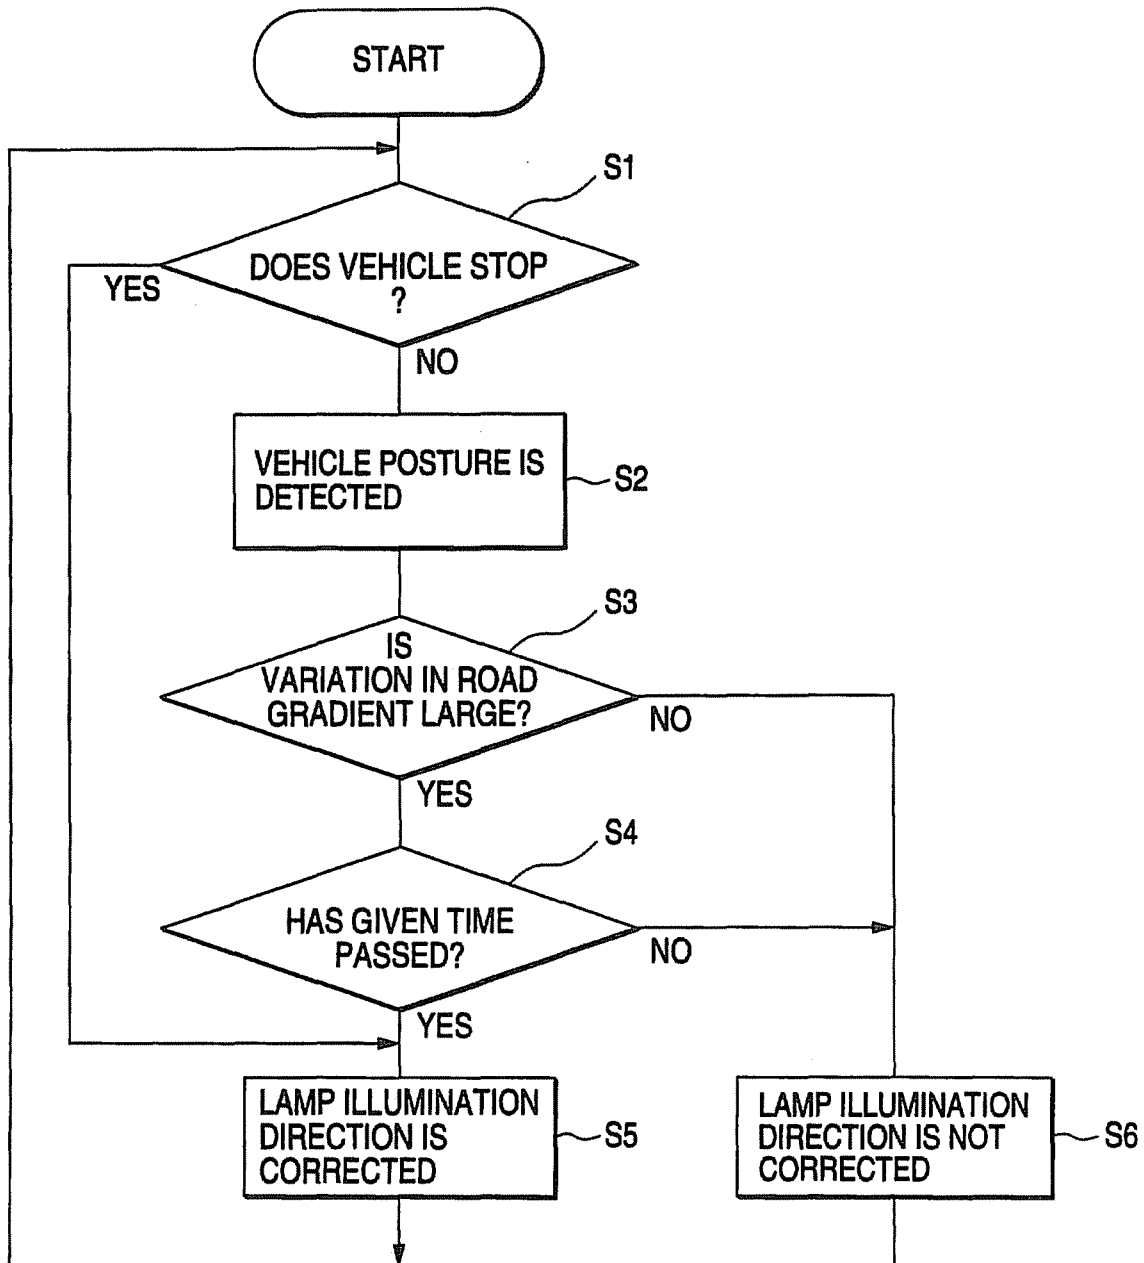 START
S1
DOES VEHICLE STOP
?
YES
NO
VEHICLE POSTURE IS
DETECTED
S2
S3
IS
VARIATION IN ROAD
GRADIENT LARGE?
NO
YES
S4
HAS GIVEN TIME
PASSED?
NO
YES
LAMP ILLUMINATION
DIRECTION IS
CORRECTED
S5
LAMP ILLUMINATION
DIRECTION IS NOT
CORRECTED
S6